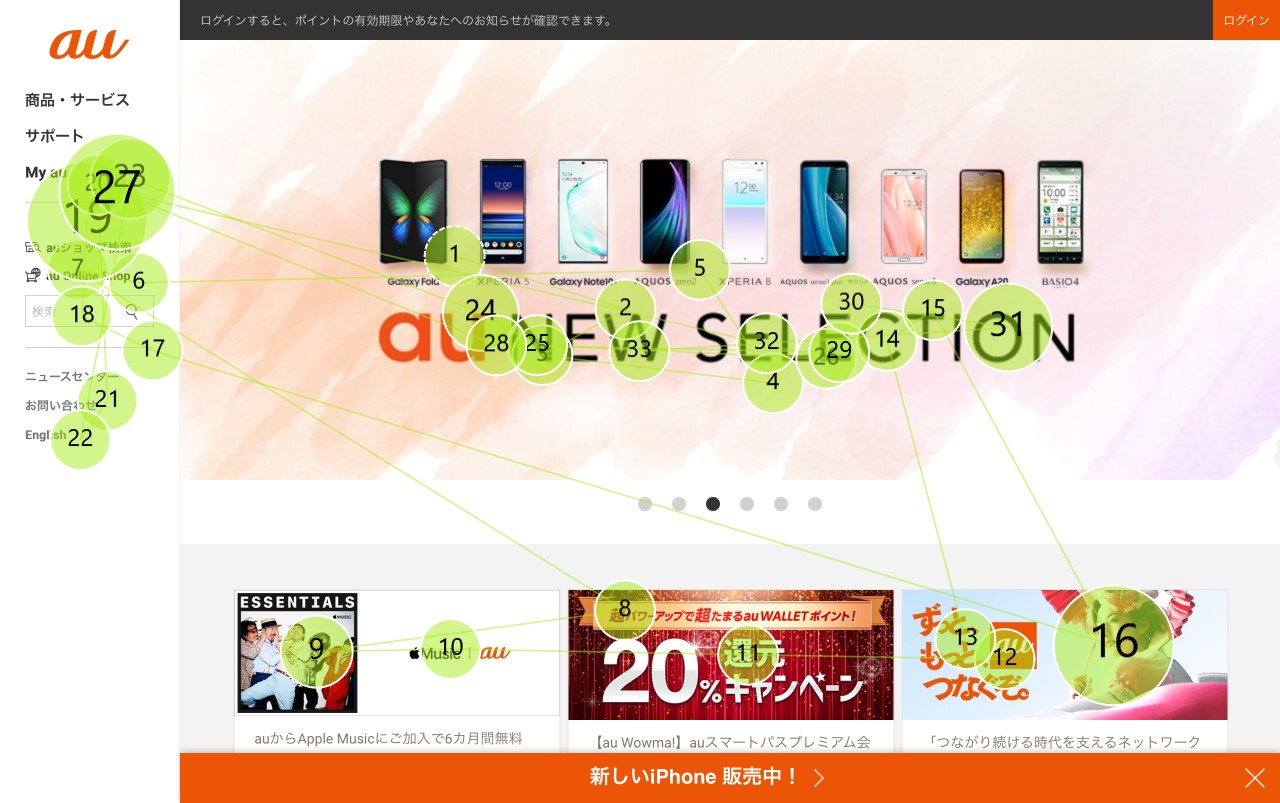 ログインすると、ポイントの有効期限やあなたへのお知らせが確認できます。
ログイン
au
商品・サービス
サポート
My au
auショップ検索
au Online Shop
検索
ニュースセンター
お問い合わせ
English
Galaxy Fold
XPERIA 5
Galaxy Note10+
AQUOS zero2
XPERIA 8
AQUOS
AQUOS
Galaxy A20
BASIO4
au NEW SELECTION
ESSENTIALS
MUSIC
Music
au
超パワーアップで超たまるau WALLETポイント!
20%還元キャンペーン
ずっと
もっと
つなぐぞ。
au
auからApple Musicにご加入で6カ月間無料
【au Wowma!】auスマートパスプレミアム会
「つながり続ける時代を支えるネットワーク
新しいiPhone 販売中！
1
2
3
4
5
6
7
8
9
10
11
12
13
14
15
16
17
18
19
20
21
22
23
24
25
26
27
28
29
30
31
32
33